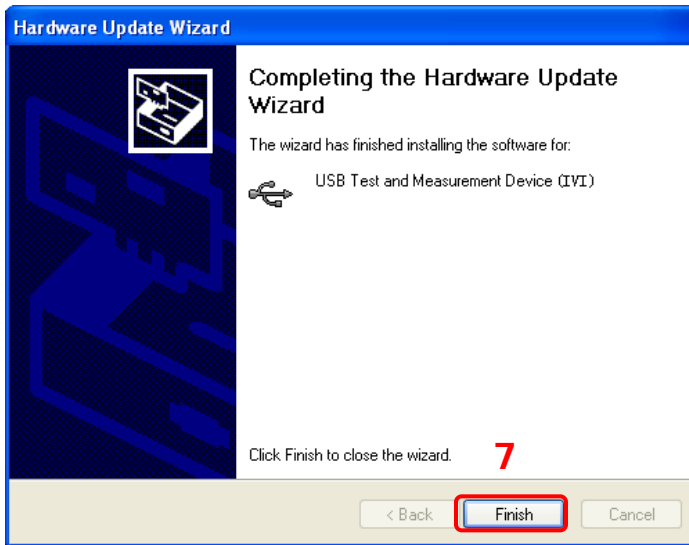 Hardware Update Wizard
Completing the Hardware Update
Wizard
The wizard has finished installing the software for:
USB Test and Measurement Device (IVI)
Click Finish to close the wizard.
7
< Back
Finish
Cancel